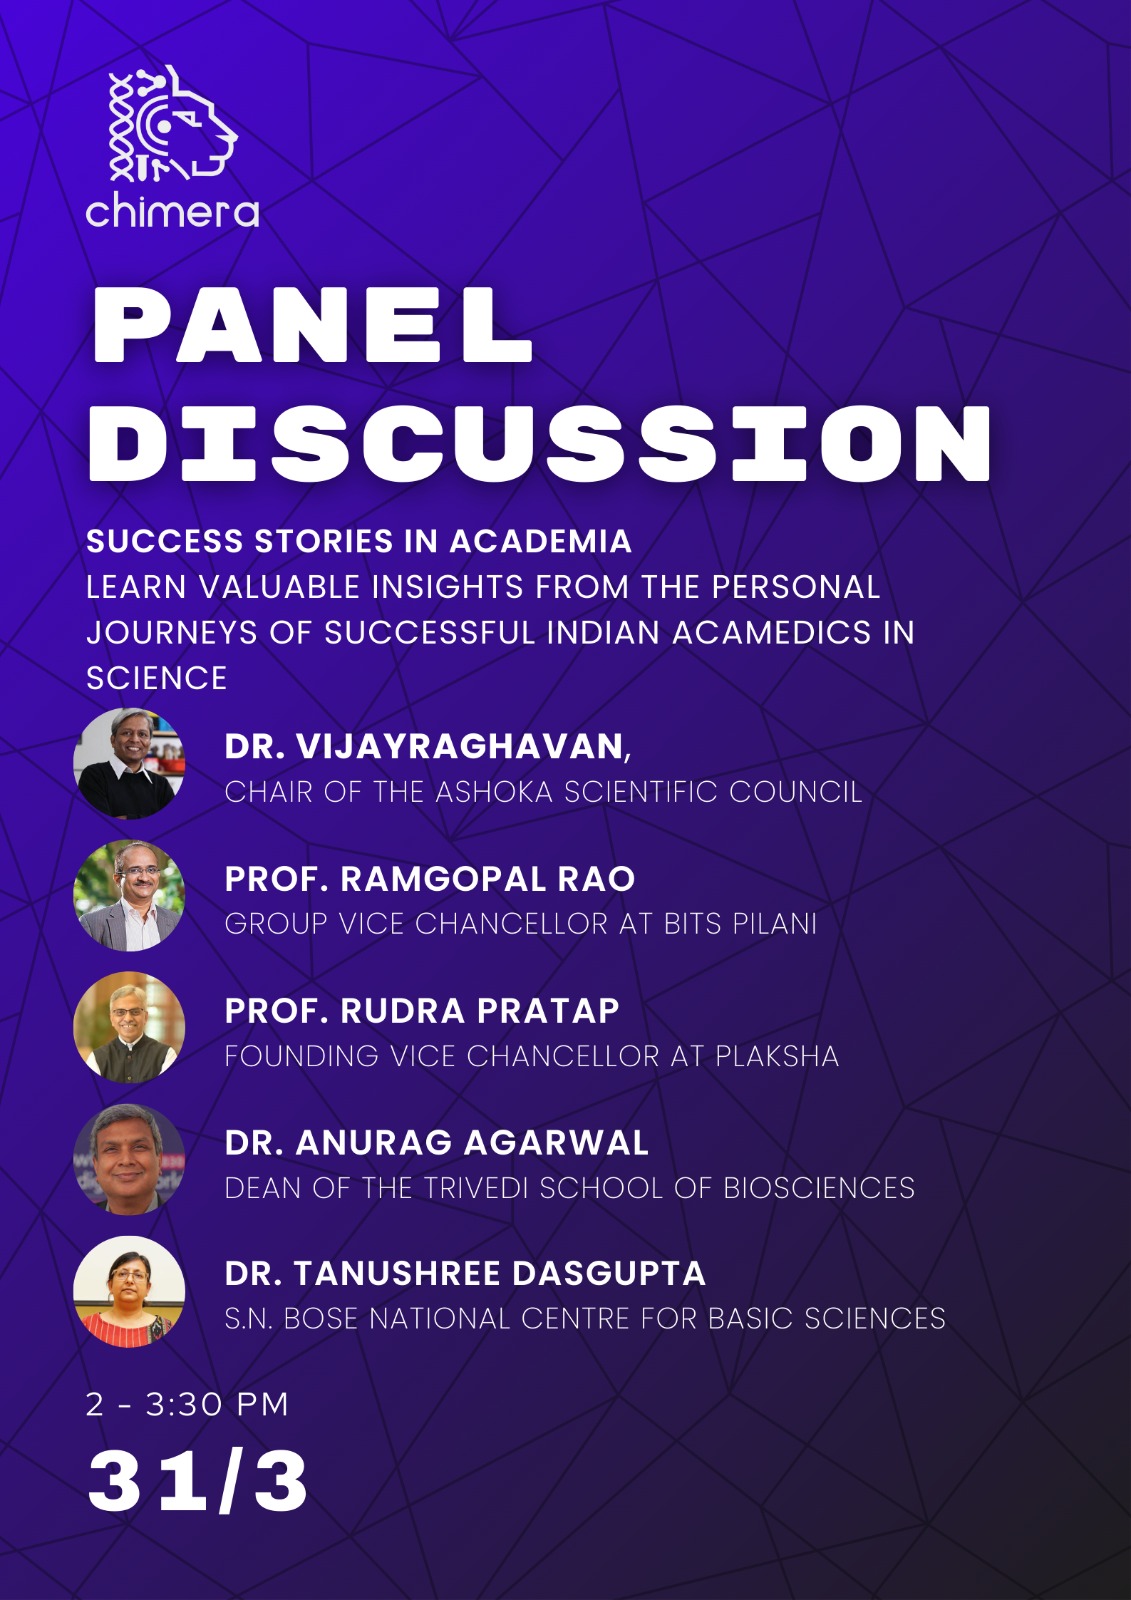 chimera
PANEL
DISCUSSION
SUCCESS STORIES IN ACADEMIA
LEARN VALUABLE INSIGHTS FROM THE PERSONAL
JOURNEYS OF SUCCESSFUL INDIAN ACAMEDICS IN
SCIENCE
DR. VIJAYRAGHAVAN,
CHAIR OF THE ASHOKA SCIENTIFIC COUNCIL
PROF. RAMGOPAL RAO
GROUP VICE CHANCELLOR AT BITS PILANI
PROF. RUDRA PRATAP
FOUNDING VICE CHANCELLOR AT PLAKSHA
DR. ANURAG AGARWAL
DEAN OF THE TRIVEDI SCHOOL OF BIOSCIENCES
DR. TANUSHREE DASGUPTA
S.N. BOSE NATIONAL CENTRE FOR BASIC SCIENCES
2 - 3:30 PM
31/3